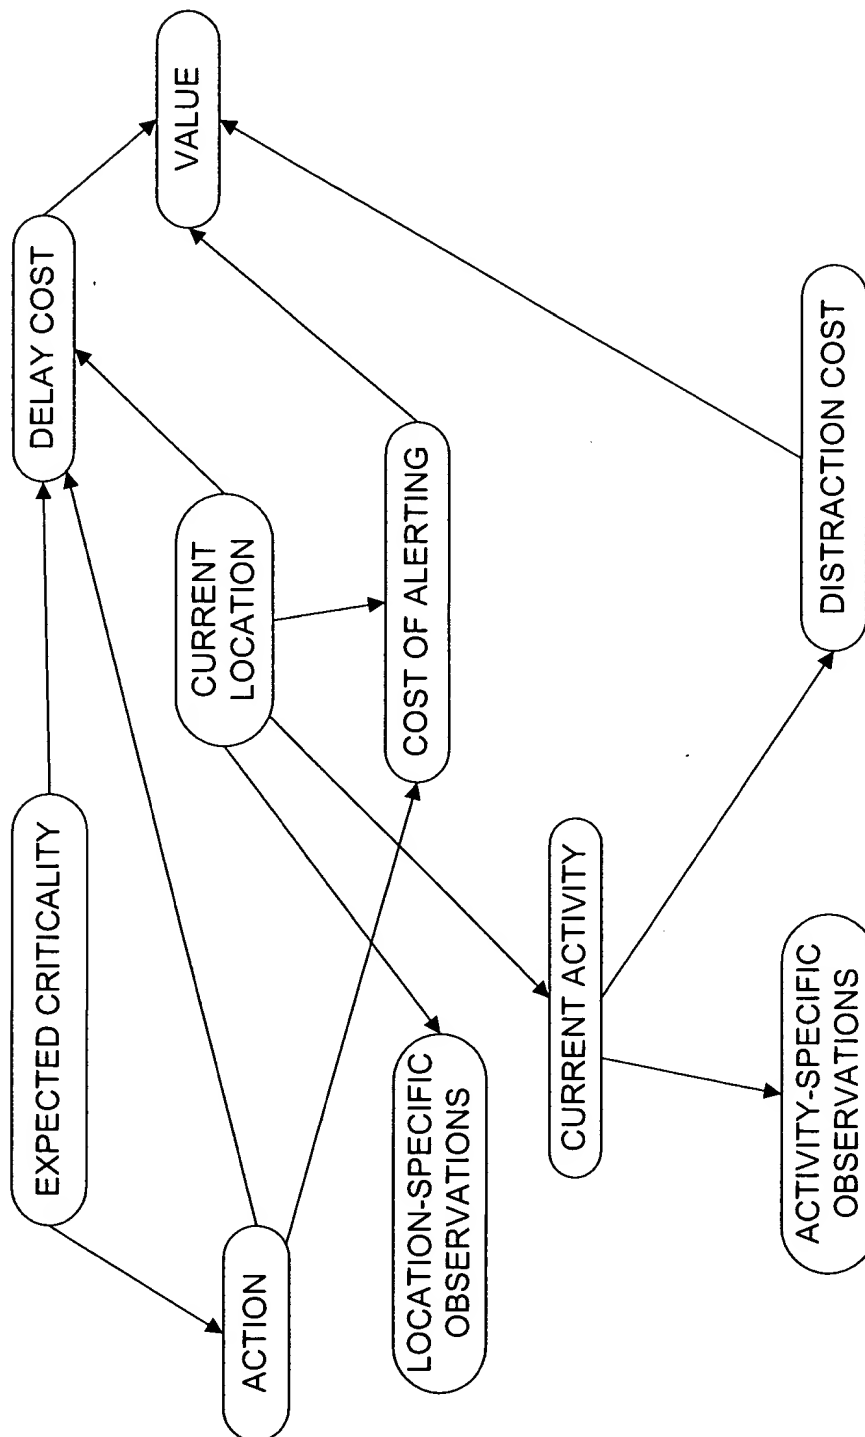 EXPECTED CRITICALITY
DELAY COST
VALUE
ACTION
CURRENT
LOCATION
COST OF ALERTING
LOCATION-SPECIFIC
OBSERVATIONS
CURRENT ACTIVITY
ACTIVITY-SPECIFIC
OBSERVATIONS
DISTRACTION COST